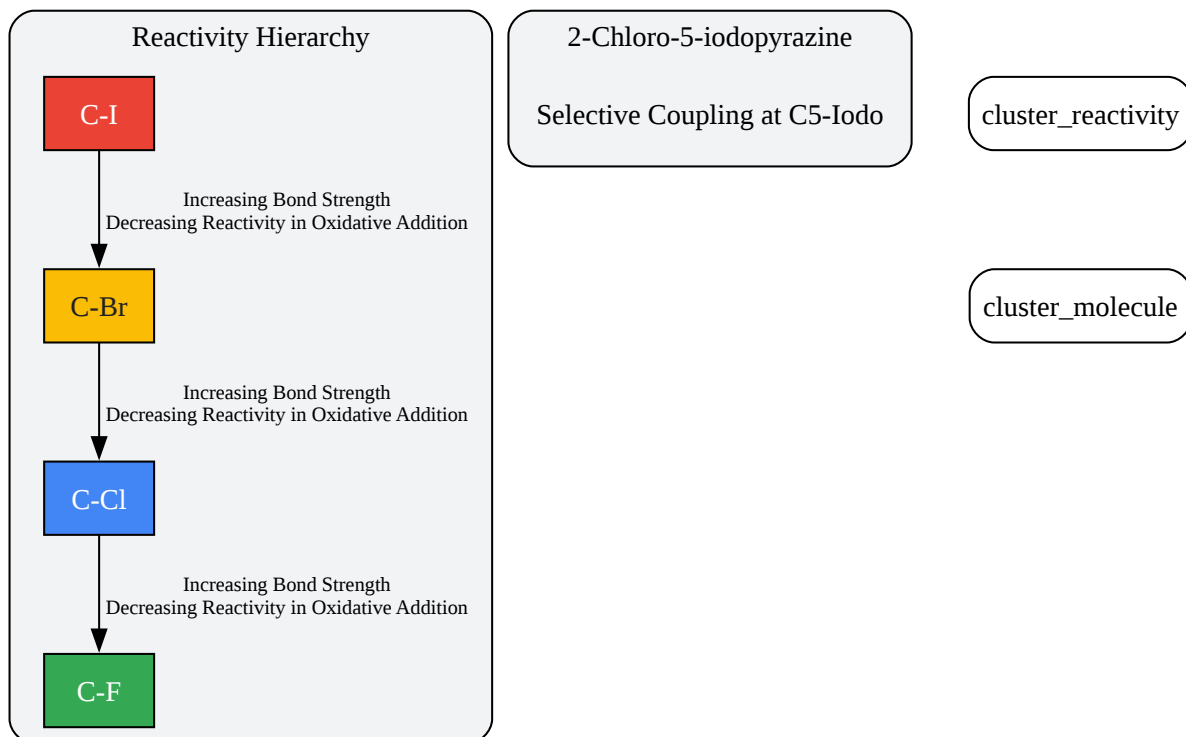 Reactivity Hierarchy
C-I
Increasing Bond Strength
Decreasing Reactivity in Oxidative Addition
C-Br
Increasing Bond Strength
Decreasing Reactivity in Oxidative Addition
C-Cl
Increasing Bond Strength
Decreasing Reactivity in Oxidative Addition
C-F
2-Chloro-5-iodopyrazine
Selective Coupling at C5-Iodo
cluster_reactivity
cluster_molecule